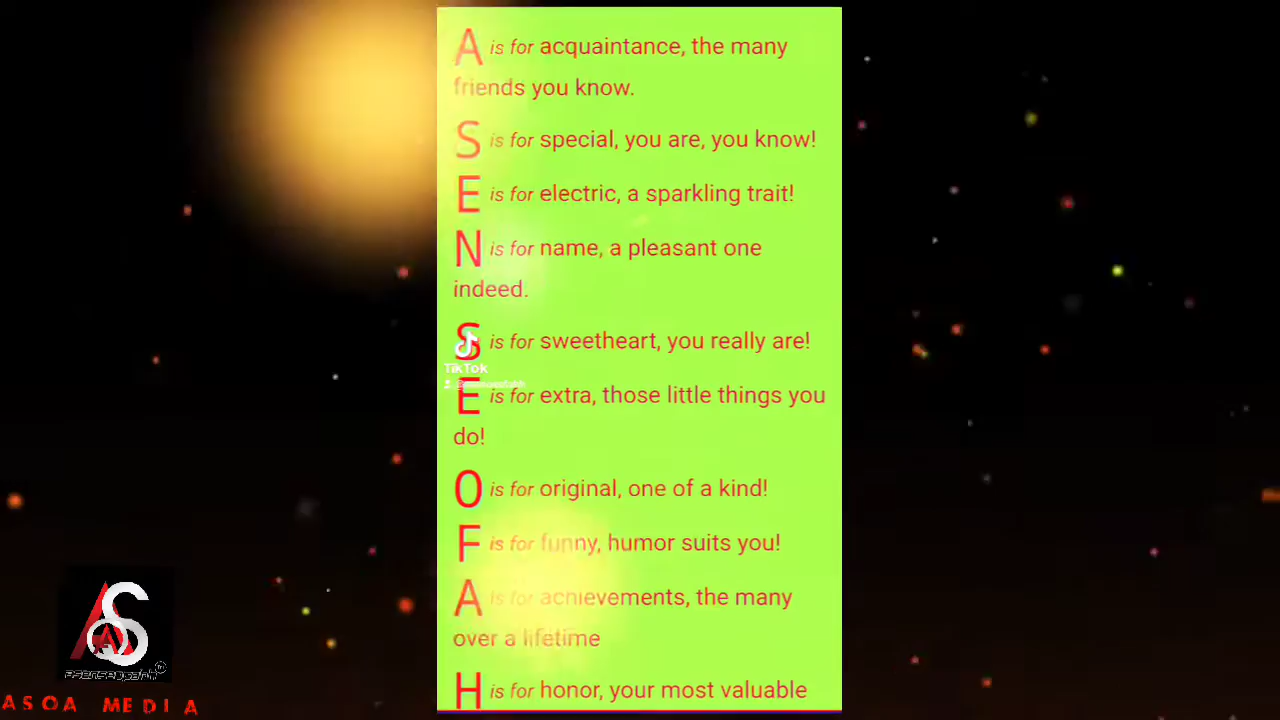 A is for acquaintance, the many
friends you know.
S is for special, you are, you know!
E is for electric, a sparkling trait!
N is for name, a pleasant one
indeed.
S is for sweetheart, you really are!
TikTok
E is for extra, those little things you
do!
O is for original, one of a kind!
F is for funny, humor suits you!
A is for achievements, the many
over a lifetime
H is for honor, your most valuable
asenseofah
ASOA MEDIA